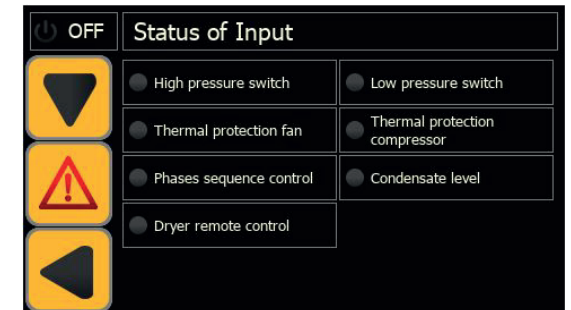 OFF
Status of Input
High pressure switch
Low pressure switch
Thermal protection fan
Thermal protection
compressor
Phases sequence control
Condensate level
Dryer remote control